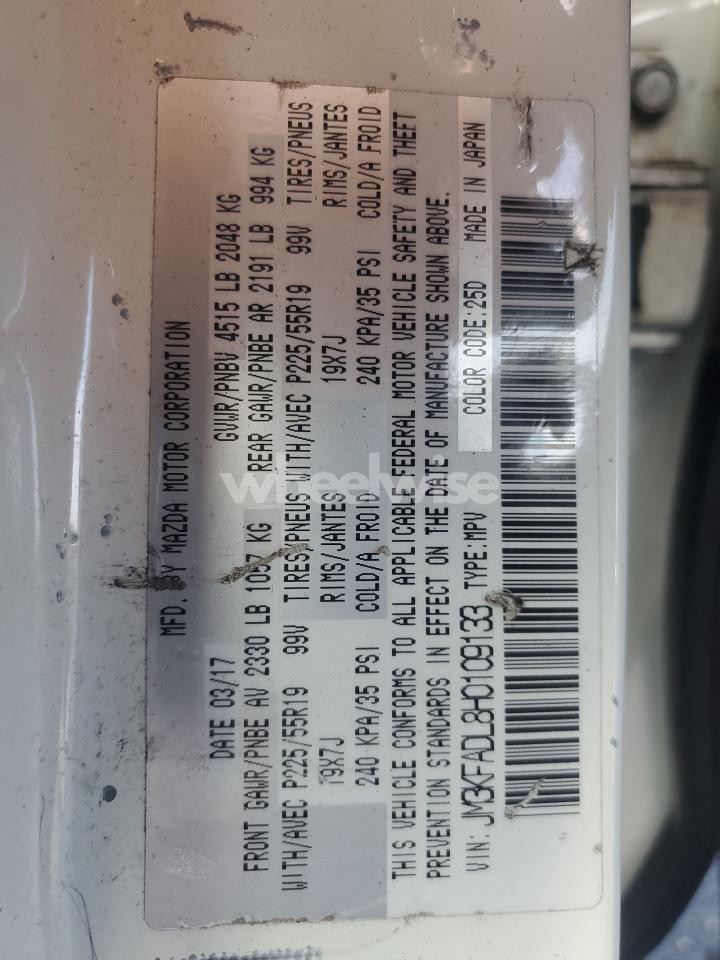 MFD. BY MAZDA MOTOR CORPORATION
DATE 03/17 GVWR/PNBV 4515 LB 2048 KG
FRONT GAWR/PNBE AV 2330 LB 1057 KG REAR GAWR/PNBE AR 2191 LB 994 KG
WITH/AVEC P225/55R19 99V TIRES/PNEUS WITH/AVEC P225/55R19 99V TIRES/PNEUS
19X7J RIMS/JANTES 19X7J RIMS/JANTES
240 KPA/35 PSI COLD/A FROID 240 KPA/35 PSI COLD/A FROID
THIS VEHICLE CONFORMS TO ALL APPLICABLE FEDERAL MOTOR VEHICLE SAFETY AND THEFT
PREVENTION STANDARDS IN EFFECT ON THE DATE OF MANUFACTURE SHOWN ABOVE.
VIN: JM3KFADL8H0109133 TYPE:MPV COLOR CODE:25D MADE IN JAPAN
wheelwise